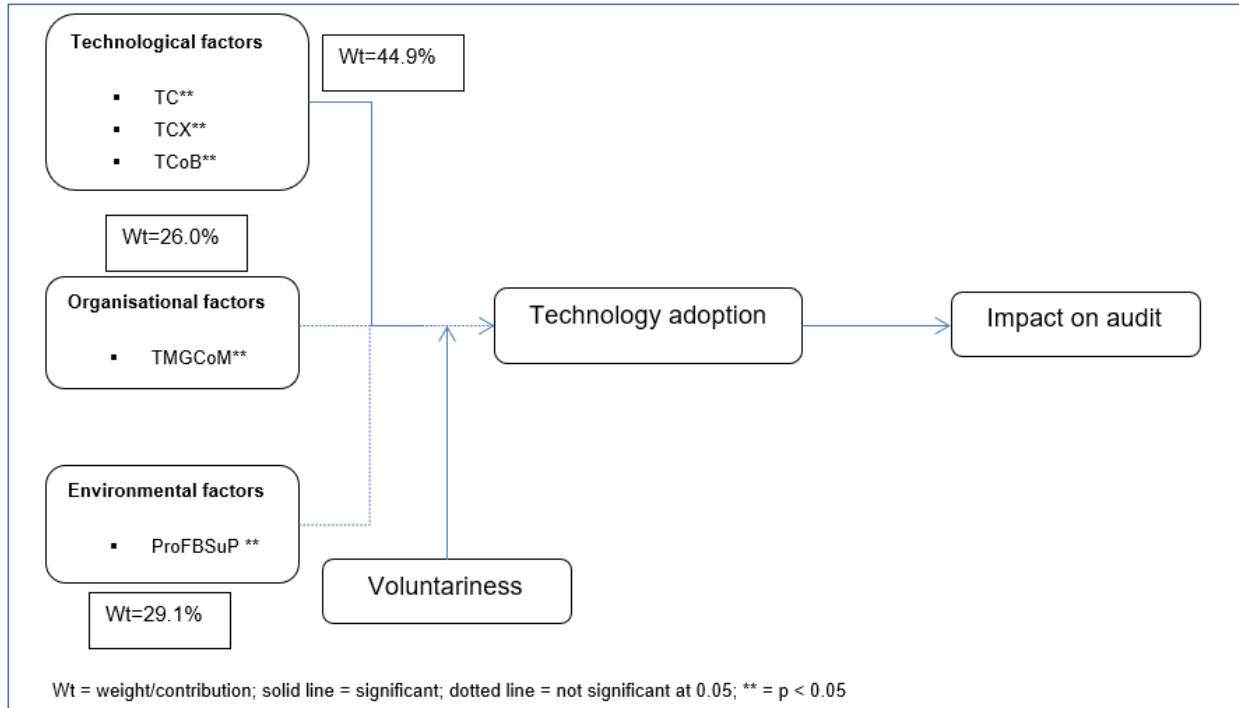 Technological factors
Wt=44.9%
▪ TC**
▪ TCX**
▪ TCoB**
Wt=26.0%
Organisational factors
▪ TMGCoM**
Technology adoption
Impact on audit
Environmental factors
▪ ProFBSuP **
Voluntariness
Wt=29.1%
Wt = weight/contribution; solid line = significant; dotted line = not significant at 0.05; ** = p < 0.05